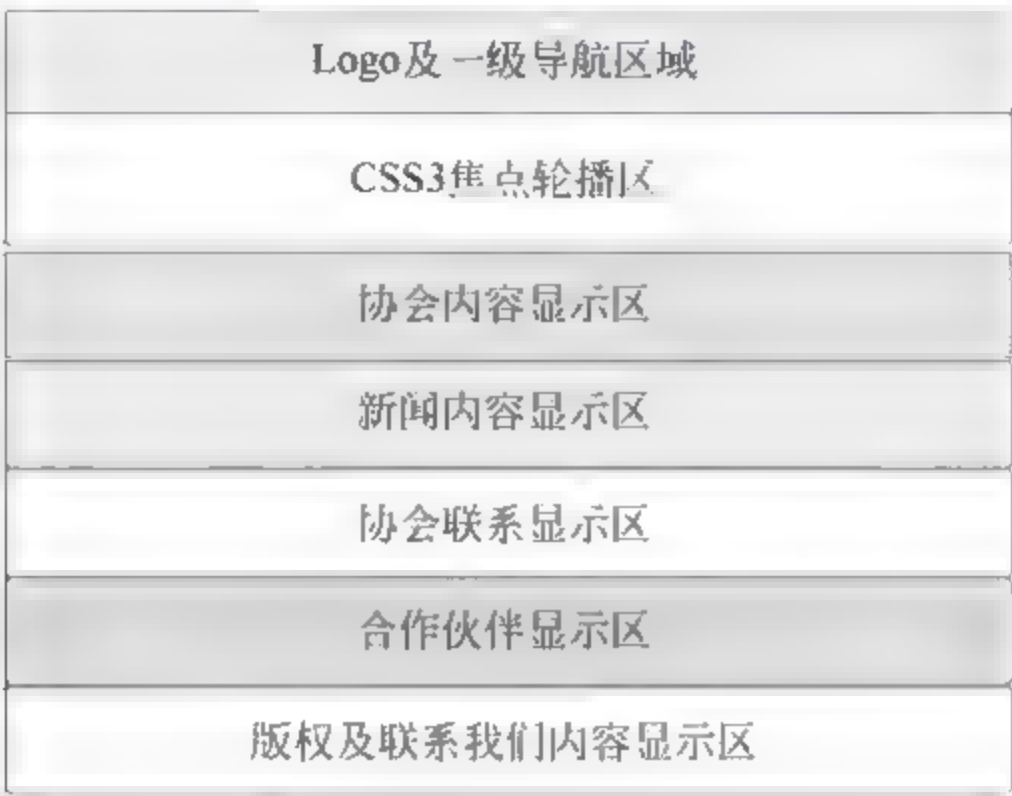 Logo及一级导航区域
CSS3焦点轮播区
协会内容显示区
新闻内容显示区
协会联系显示区
合作伙伴显示区
版权及联系我们内容显示区